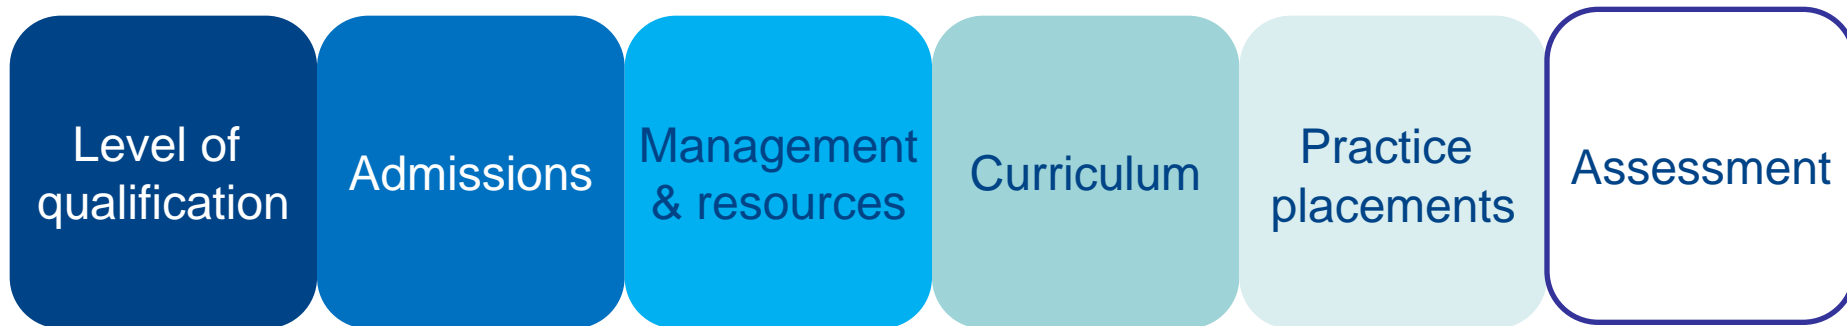 Level of
qualification
Admissions
Management
& resources
Curriculum
Practice
placements
Assessment